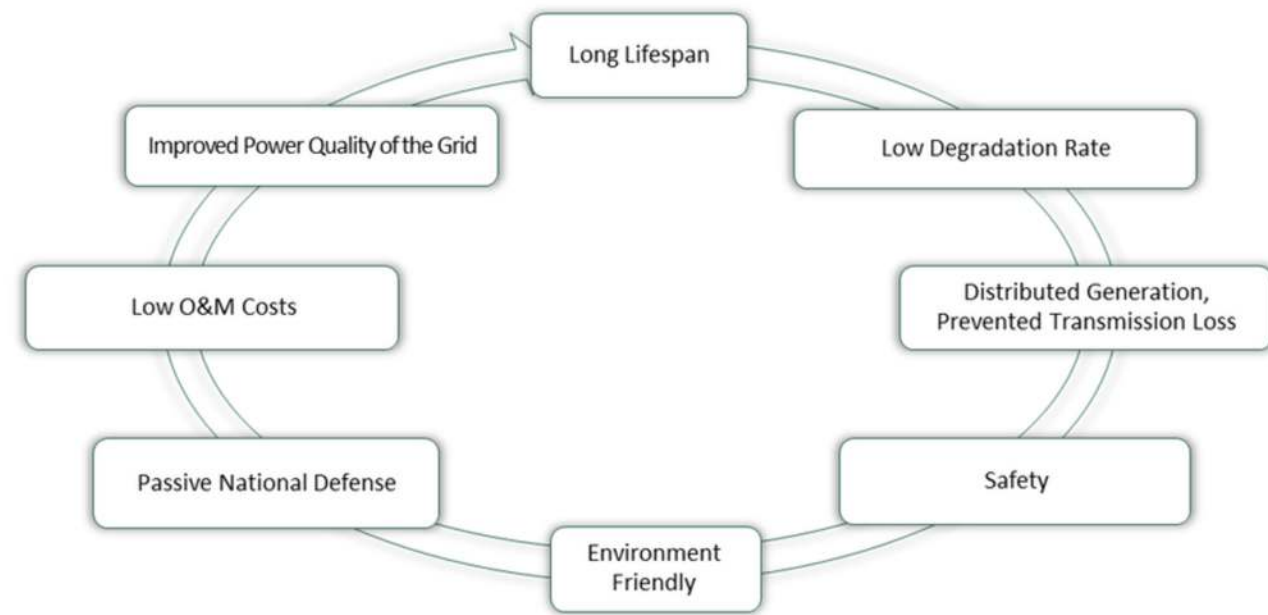 Long Lifespan
Low Degradation Rate
Distributed Generation,
Prevented Transmission Loss
Safety
Environment
Friendly
Passive National Defense
Low O&M Costs
Improved Power Quality of the Grid